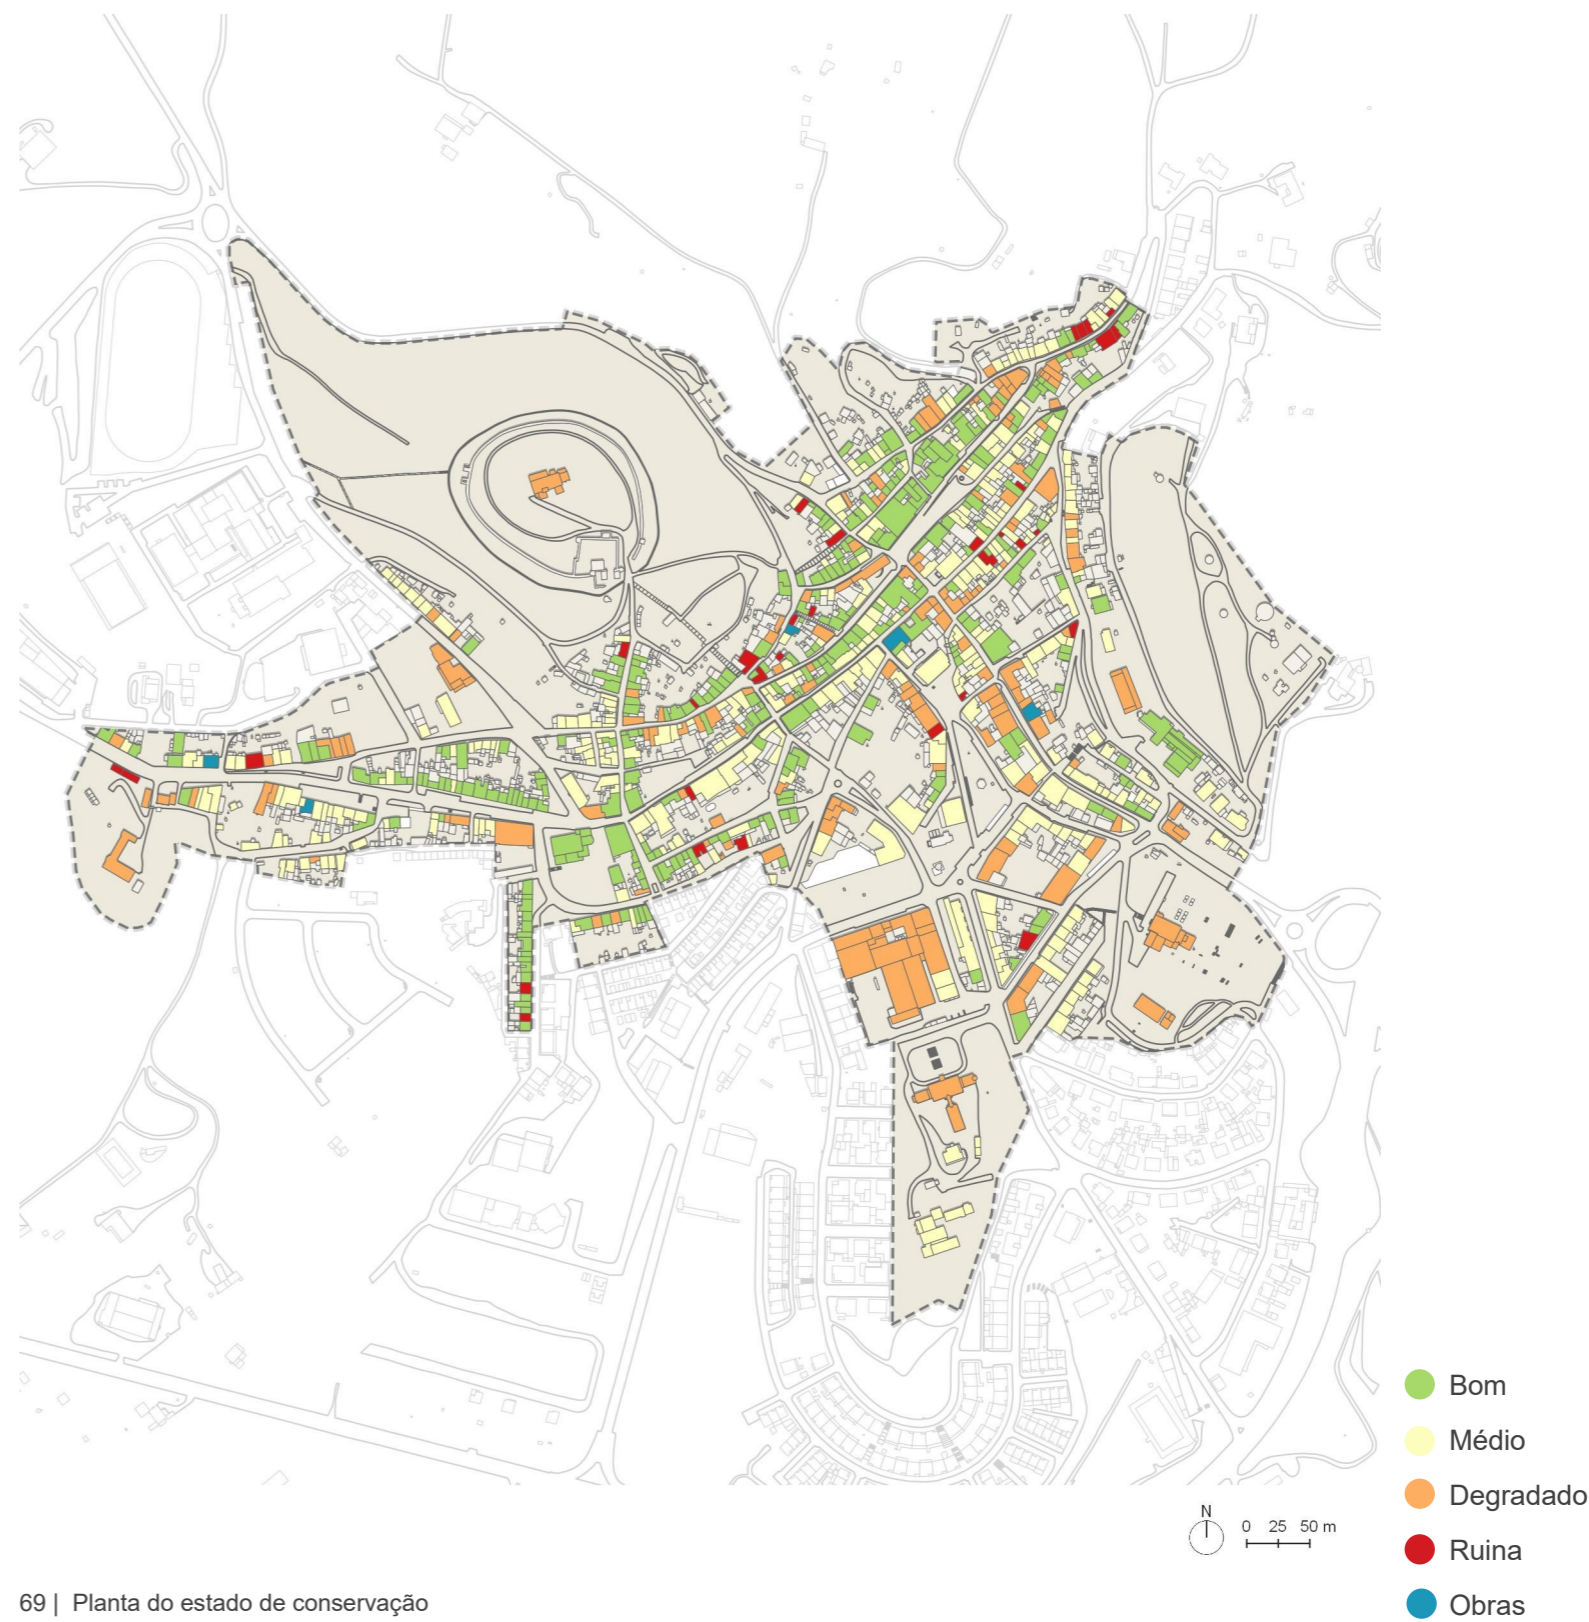 N
0 25 50 m
Bom
Médio
Degradado
Ruina
Obras
69 | Planta do estado de conservação